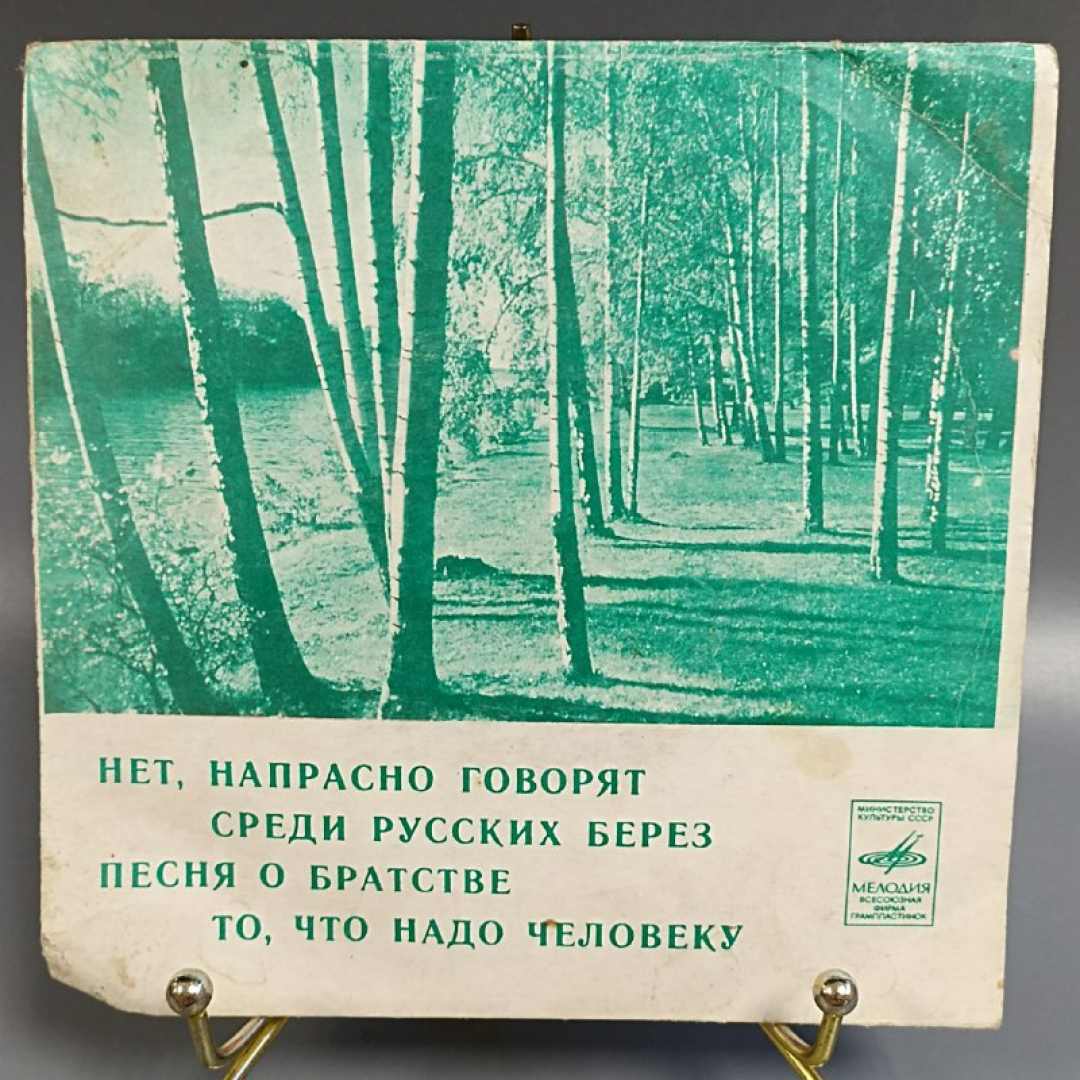 НЕТ, НАПРАСНО ГОВОРЯТ
СРЕДИ РУССКИХ БЕРЕЗ
ПЕСНЯ О БРАТСТВЕ
ТО, ЧТО НАДО ЧЕЛОВЕКУ
МИНИСТЕРСТВО
КУЛЬТУРЫ СССР
МЕЛОДИЯ
ВСЕСОЮЗНАЯ
ФИРМА
ГРАМПЛАСТИНОК